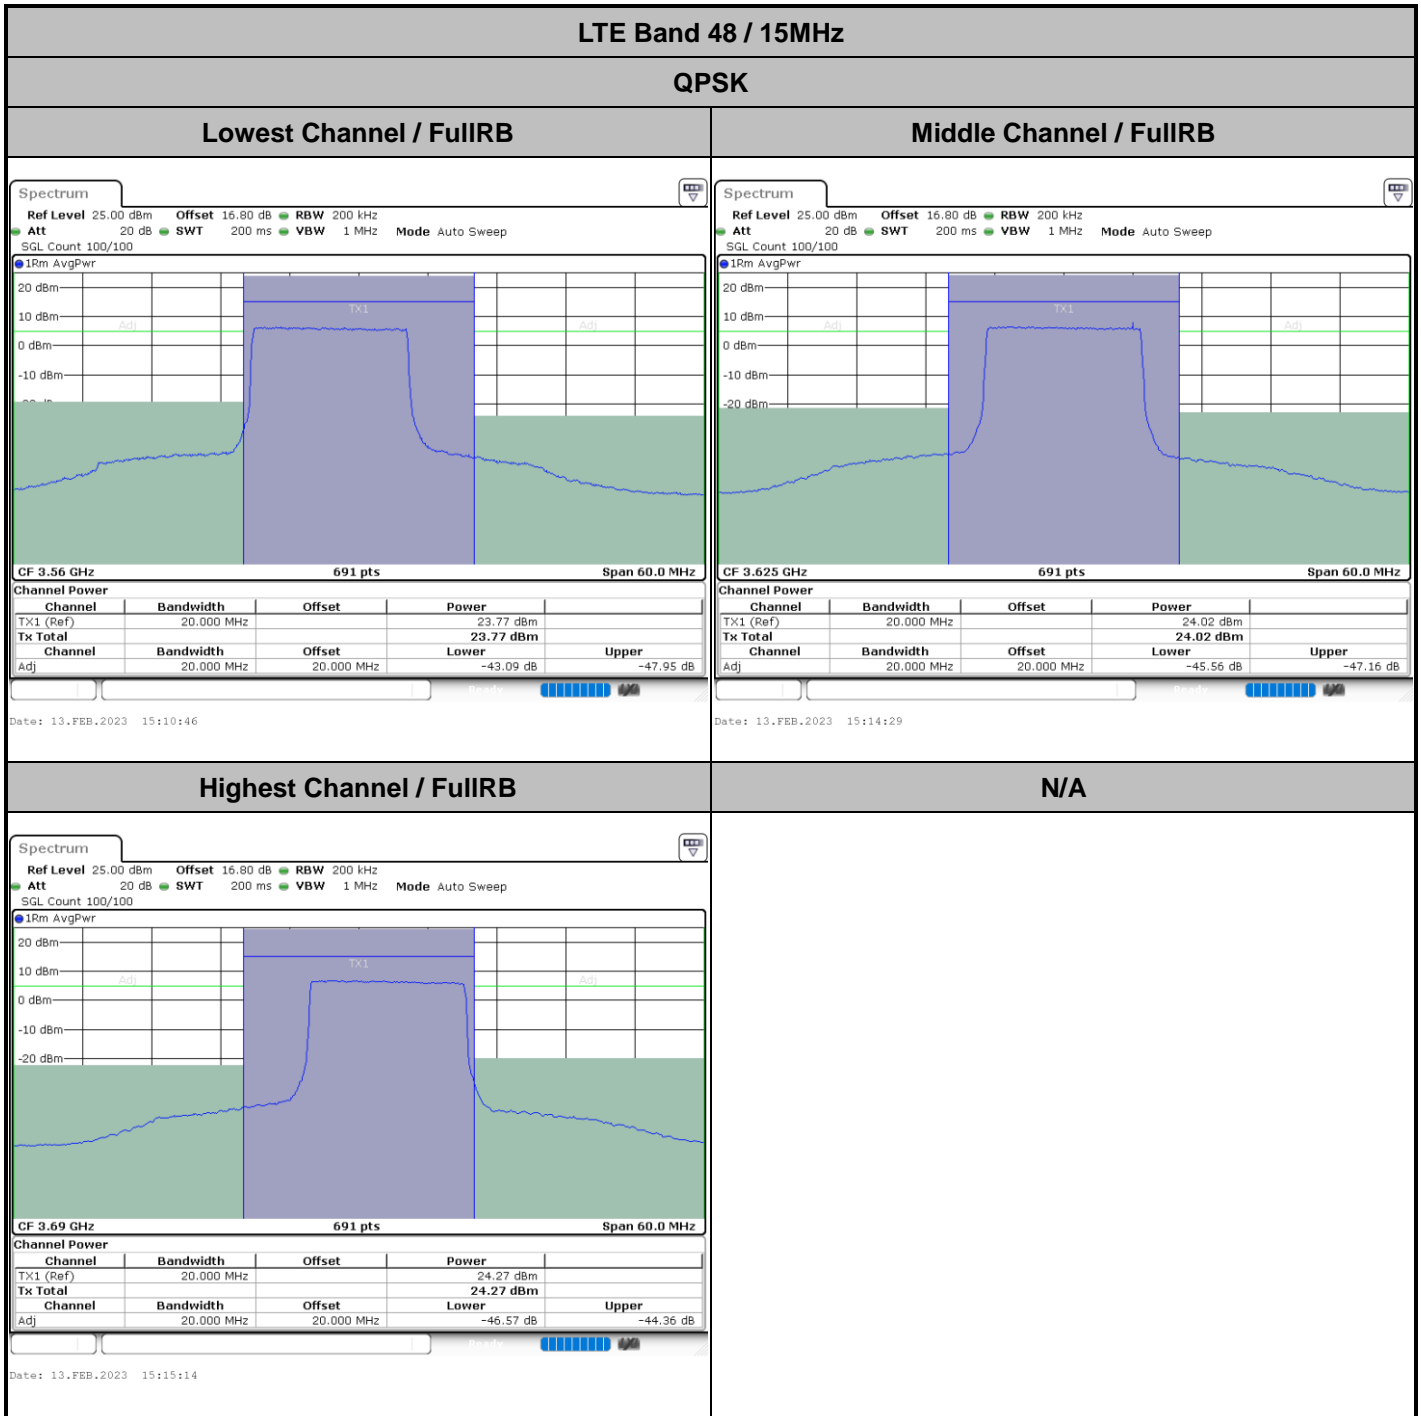 LTE Band 48 / 15MHz
QPSK
Lowest Channel / FullRB
Middle Channel / FullRB
Spectrum
Ref Level 25.00 dBm Offset 16.80 dB RBW 200 kHz
Att 20 dB SWT 200 ms VBW 1 MHz Mode Auto Sweep
SGL Count 100/100
1Rm AvgPwr
20 dBm
TX1
10 dBm
Adj
Adj
0 dBm
-10 dBm
CF 3.56 GHz 691 pts Span 60.0 MHz
Channel Power
Channel Bandwidth Offset Power
TX1 (Ref) 20.000 MHz 23.77 dBm
Tx Total 23.77 dBm
Channel Bandwidth Offset Lower Upper
Adj 20.000 MHz 20.000 MHz -43.09 dB -47.95 dB
Ready
Date: 13.FEB.2023 15:10:46
Spectrum
Ref Level 25.00 dBm Offset 16.80 dB RBW 200 kHz
Att 20 dB SWT 200 ms VBW 1 MHz Mode Auto Sweep
SGL Count 100/100
1Rm AvgPwr
20 dBm
TX1
10 dBm
Adj
Adj
0 dBm
-10 dBm
-20 dBm
CF 3.625 GHz 691 pts Span 60.0 MHz
Channel Power
Channel Bandwidth Offset Power
TX1 (Ref) 20.000 MHz 24.02 dBm
Tx Total 24.02 dBm
Channel Bandwidth Offset Lower Upper
Adj 20.000 MHz 20.000 MHz -45.56 dB -47.16 dB
Ready
Date: 13.FEB.2023 15:14:29
Highest Channel / FullRB
N/A
Spectrum
Ref Level 25.00 dBm Offset 16.80 dB RBW 200 kHz
Att 20 dB SWT 200 ms VBW 1 MHz Mode Auto Sweep
SGL Count 100/100
1Rm AvgPwr
20 dBm
TX1
10 dBm
Adj
Adj
0 dBm
-10 dBm
-20 dBm
CF 3.69 GHz 691 pts Span 60.0 MHz
Channel Power
Channel Bandwidth Offset Power
TX1 (Ref) 20.000 MHz 24.27 dBm
Tx Total 24.27 dBm
Channel Bandwidth Offset Lower Upper
Adj 20.000 MHz 20.000 MHz -46.57 dB -44.36 dB
Ready
Date: 13.FEB.2023 15:15:14